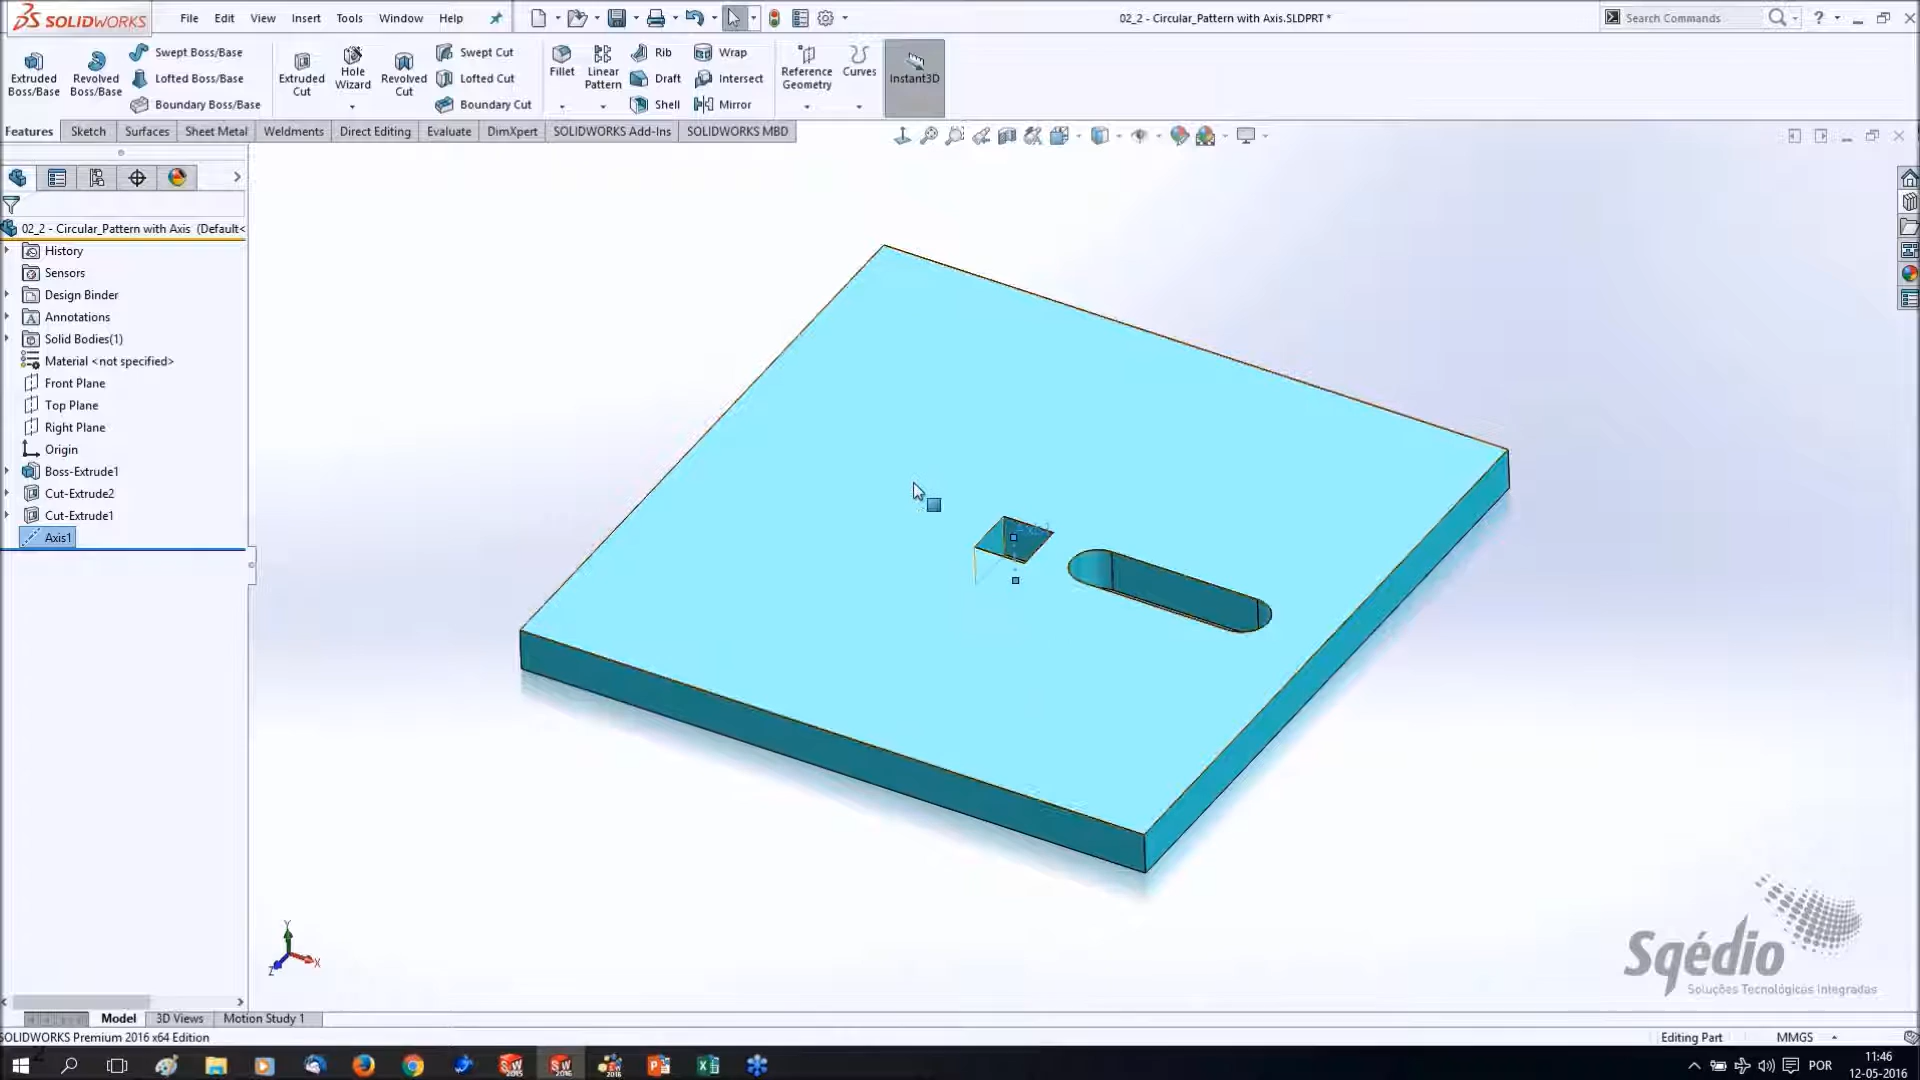 SOLIDWORKS File Edit View Insert Tools Window Help 02_2 - Circular_Pattern with Axis.SLDPRT * Search Commands ?
Extruded Boss/Base
Revolved Boss/Base
Swept Boss/Base
Lofted Boss/Base
Boundary Boss/Base
Extruded Cut
Hole Wizard
Revolved Cut
Swept Cut
Lofted Cut
Boundary Cut
Fillet
Linear Pattern
Rib
Draft
Shell
Wrap
Intersect
Mirror
Reference Geometry
Curves
Instant3D
Features Sketch Surfaces Sheet Metal Weldments Direct Editing Evaluate DimXpert SOLIDWORKS Add-Ins SOLIDWORKS MBD
02_2 - Circular_Pattern with Axis (Default<
History
Sensors
Design Binder
Annotations
Solid Bodies(1)
Material <not specified>
Front Plane
Top Plane
Right Plane
Origin
Boss-Extrude1
Cut-Extrude2
Cut-Extrude1
Axis1
Y
X
Z
Sqédio
Soluções Tecnológicas Integradas
Model 3D Views Motion Study 1
SOLIDWORKS Premium 2016 x64 Edition Editing Part MMGS
POR 11:46
12-05-2016